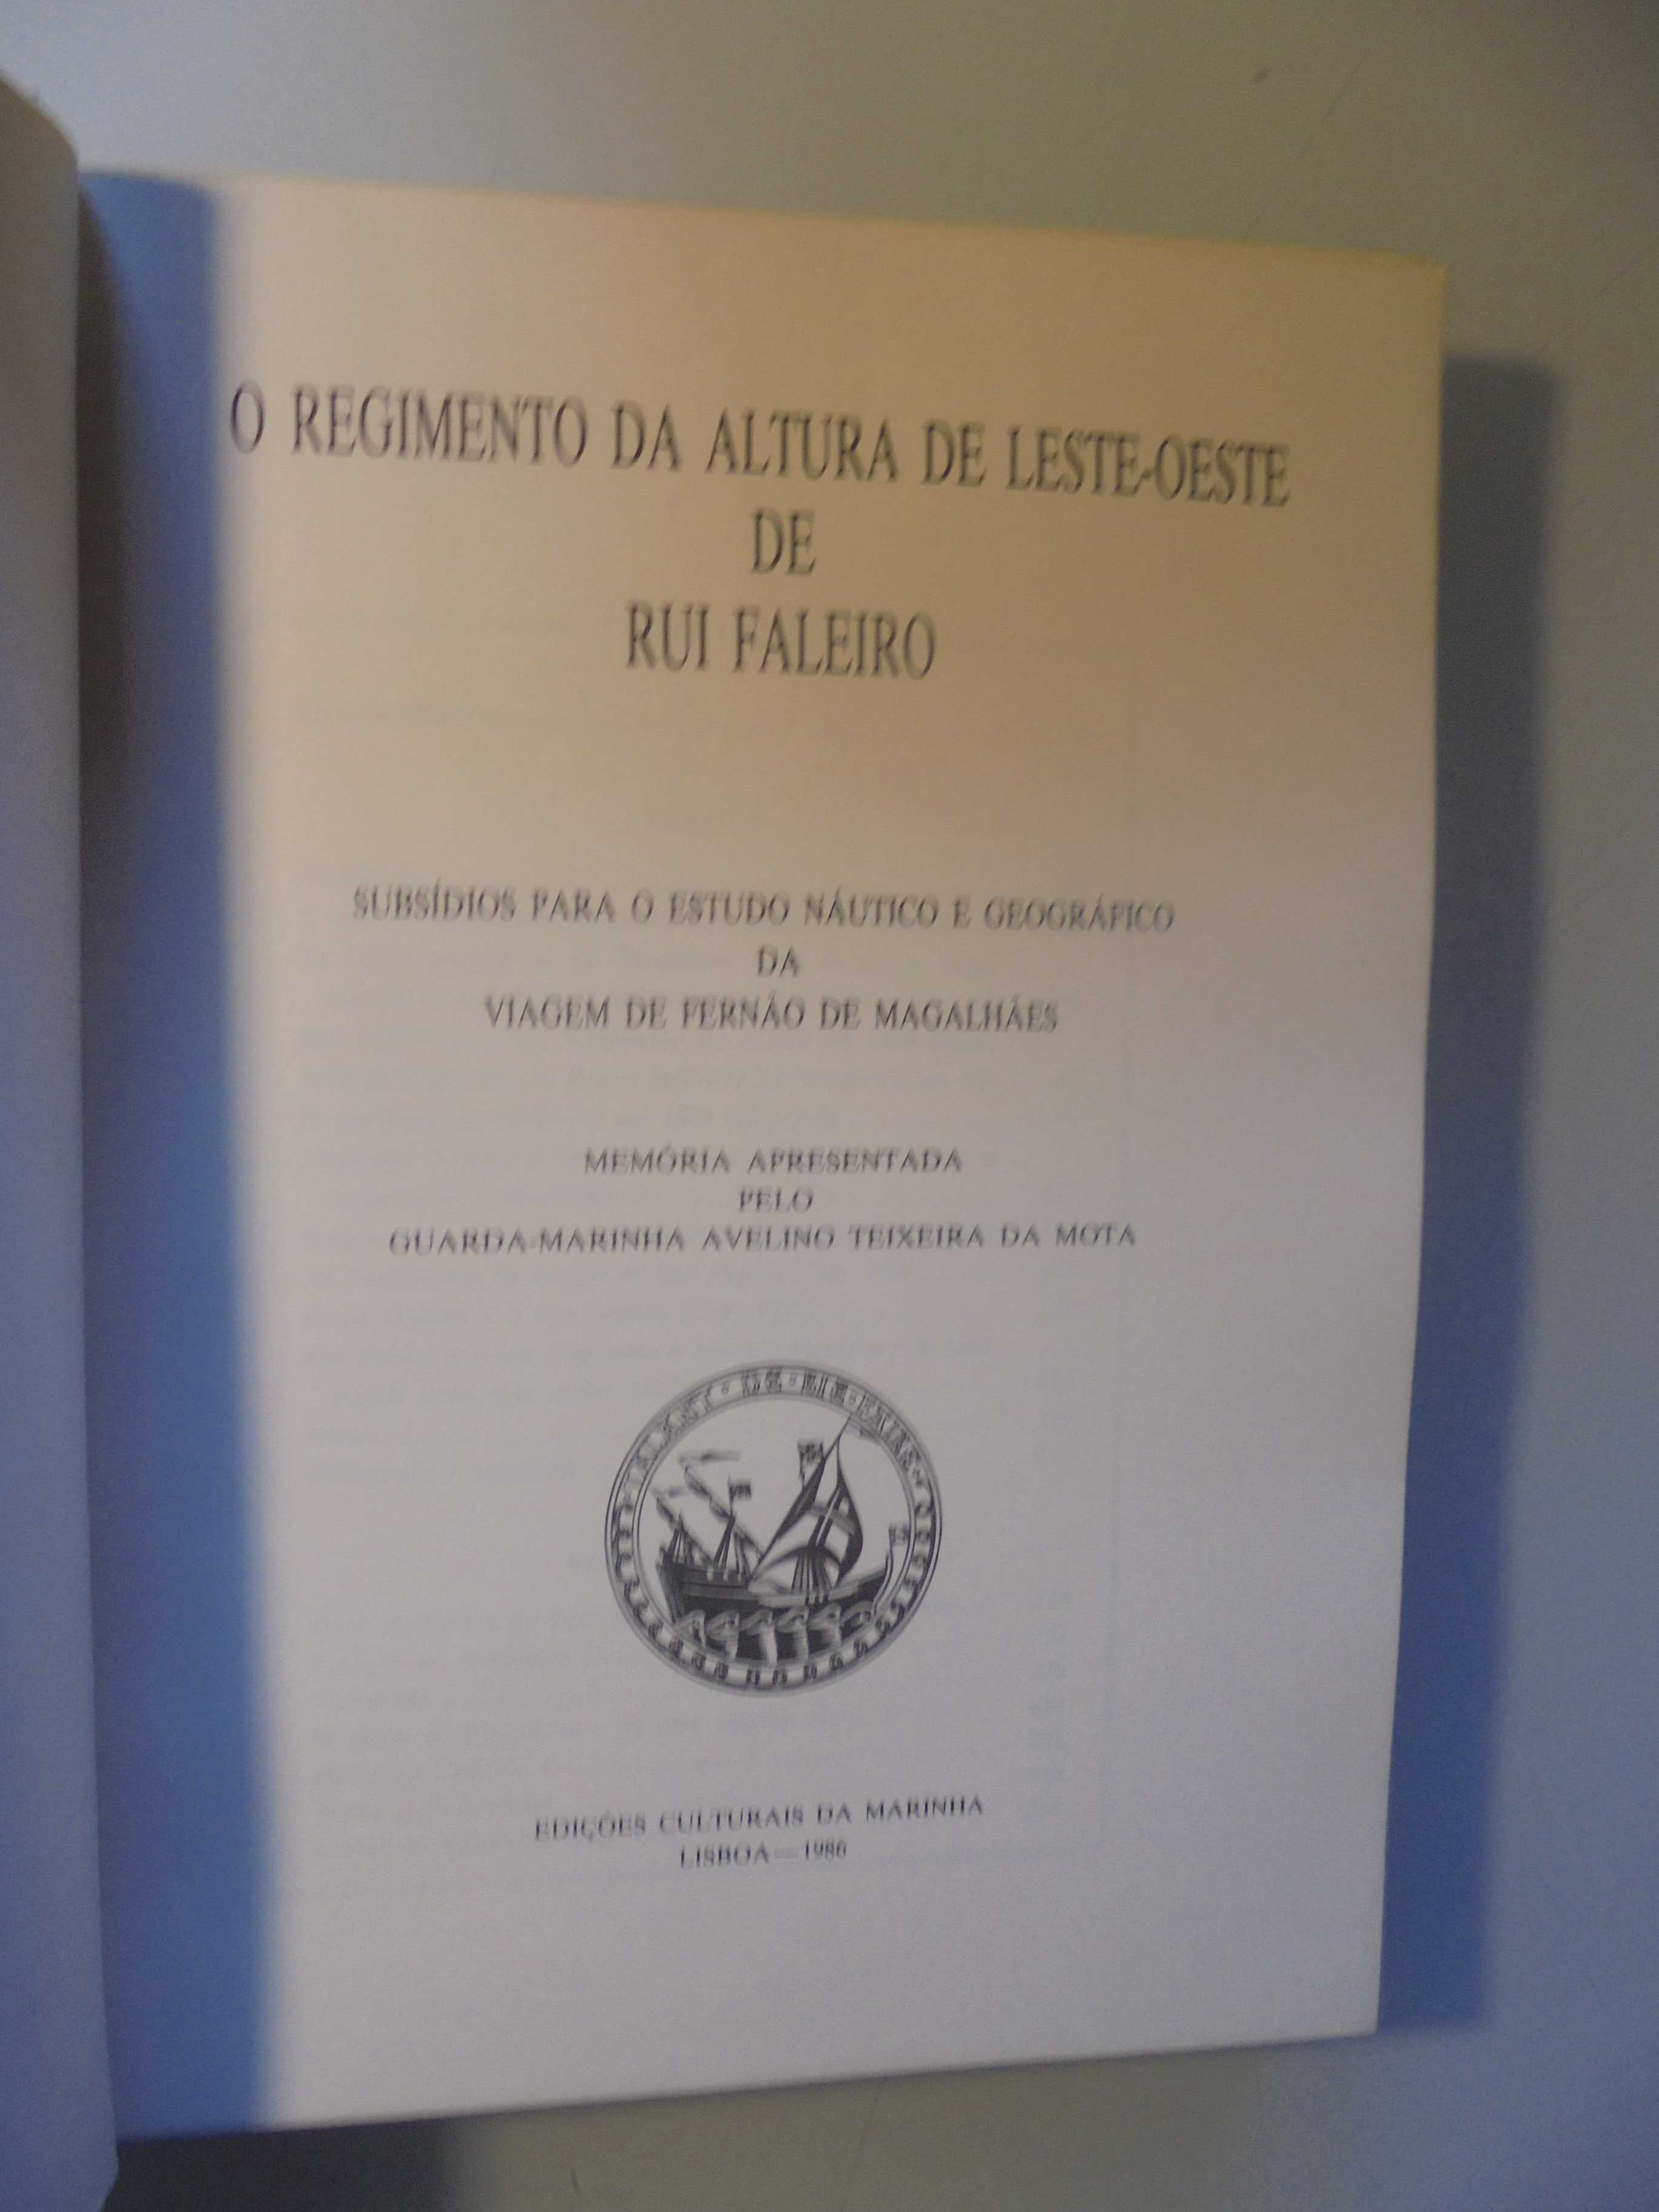 O REGIMENTO DA ALTURA DE LESTE-OESTE
DE
RUI FALEIRO
SUBSÍDIOS PARA O ESTUDO NÁUTICO E GEOGRÁFICO
DA
VIAGEM DE FERNÃO DE MAGALHÃES
MEMÓRIA APRESENTADA
PELO
GUARDA-MARINHA AVELINO TEIXEIRA DA MOTA
EDIÇÕES CULTURAIS DA MARINHA
LISBOA — 1986